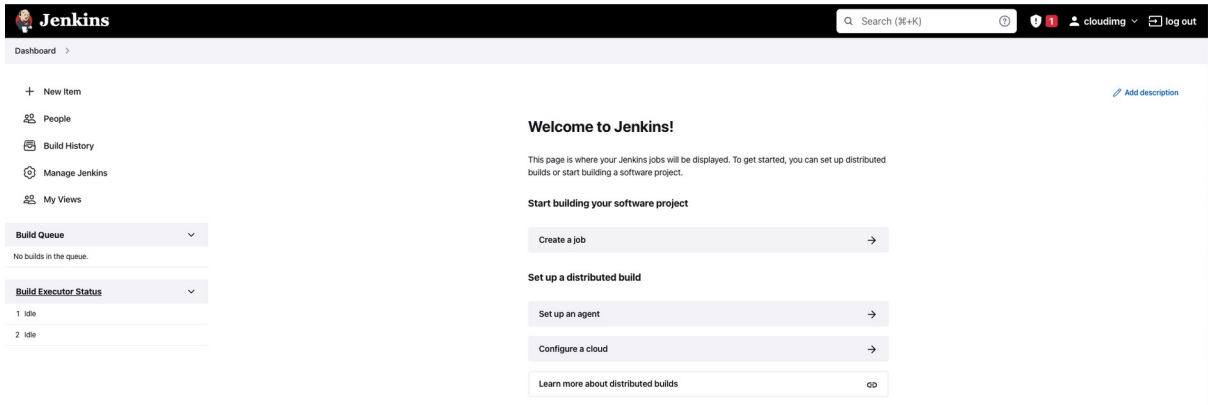 Jenkins
Search (⌘+K)
1
cloudimg
log out
Dashboard
New Item
People
Build History
Manage Jenkins
My Views
Build Queue
No builds in the queue.
Build Executor Status
1 Idle
2 Idle
Add description
Welcome to Jenkins!
This page is where your Jenkins jobs will be displayed. To get started, you can set up distributed
builds or start building a software project.
Start building your software project
Create a job
Set up a distributed build
Set up an agent
Configure a cloud
Learn more about distributed builds